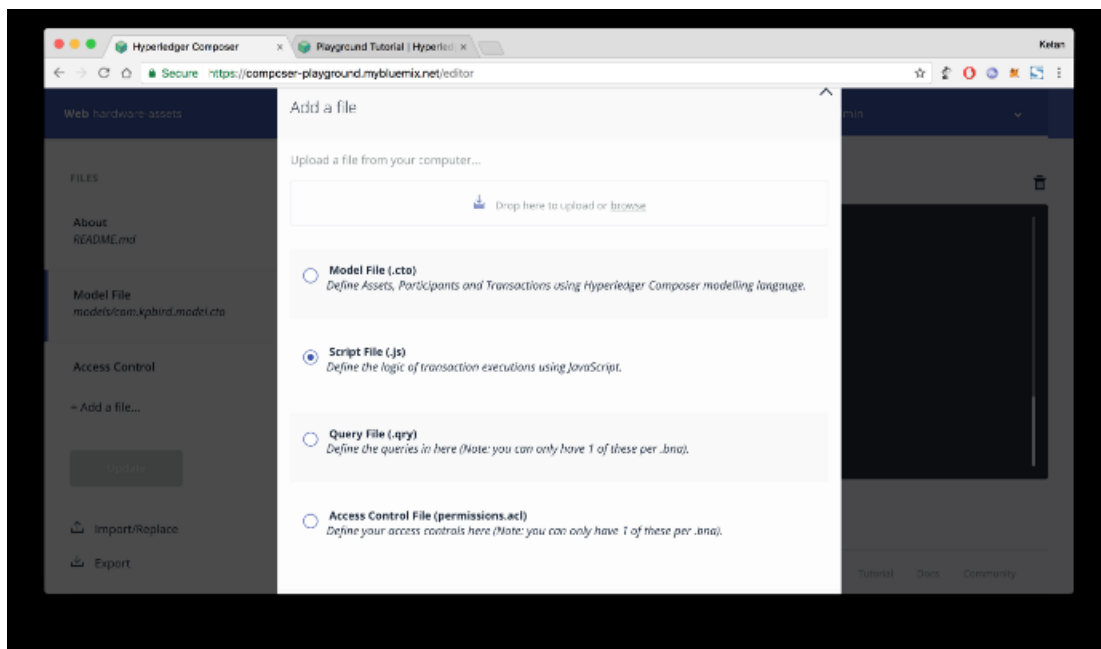 Hyperledger Composer
Playground Tutorial | Hyperled
Kelan
Secure https://composer-playground.mybluemix.net/editor
Web hardware-assets
Add a file
min
Upload a file from your computer...
FILES
Drop here to upload or browse
About
README.md
Model File (.cto)
Define Assets, Participants and Transactions using Hyperledger Composer modelling langauge.
Model File
models/com.kpbird.model.cto
Script File (.js)
Define the logic of transaction executions using JavaScript.
Access Control
+ Add a file...
Query File (.qry)
Define the queries in here (Note: you can only have 1 of these per .bna).
Update
Access Control File (permissions.acl)
Define your access controls here (Note: you can only have 1 of these per .bna).
Import/Replace
Export
Tutorial Docs Community